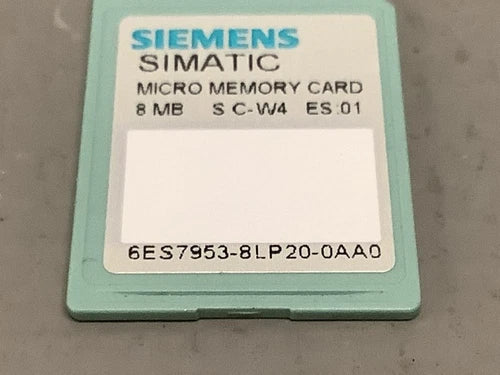 SIEMENS
SIMATIC
MICRO MEMORY CARD
8 MB S C-W4 ES:01
6ES7953-8LP20-0AA0